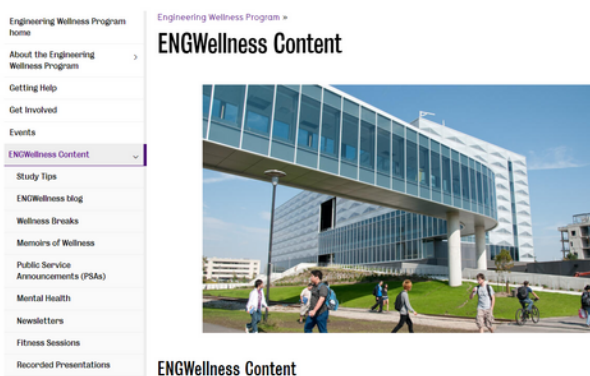 Engineering Wellness Program
home
About the Engineering
Wellness Program
Getting Help
Get Involved
Events
ENGWellness Content
Study Tips
ENGWellness blog
Wellness Breaks
Memoirs of Wellness
Public Service
Announcements (PSAs)
Mental Health
Newsletters
Fitness Sessions
Recorded Presentations
Engineering Wellness Program »
ENGWellness Content
ENGWellness Content